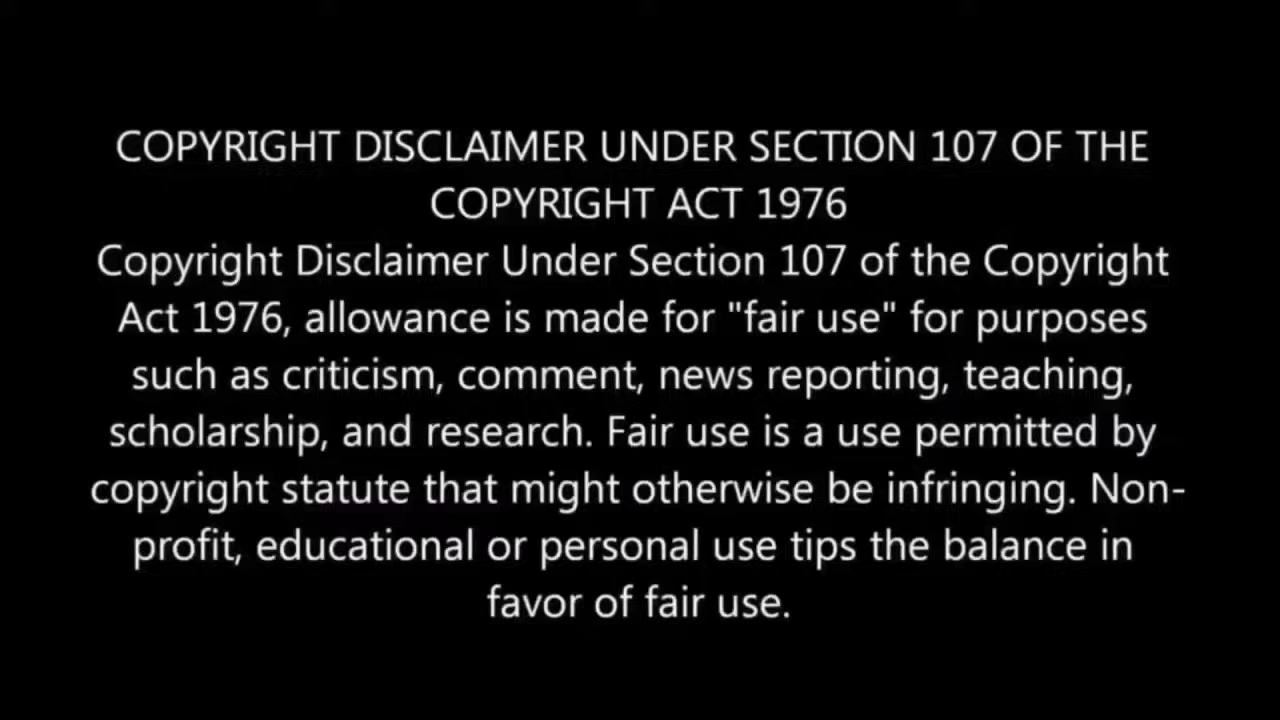 COPYRIGHT DISCLAIMER UNDER SECTION 107 OF THE
COPYRIGHT ACT 1976
Copyright Disclaimer Under Section 107 of the Copyright
Act 1976, allowance is made for "fair use" for purposes
such as criticism, comment, news reporting, teaching,
scholarship, and research. Fair use is a use permitted by
copyright statute that might otherwise be infringing. Non-
profit, educational or personal use tips the balance in
favor of fair use.